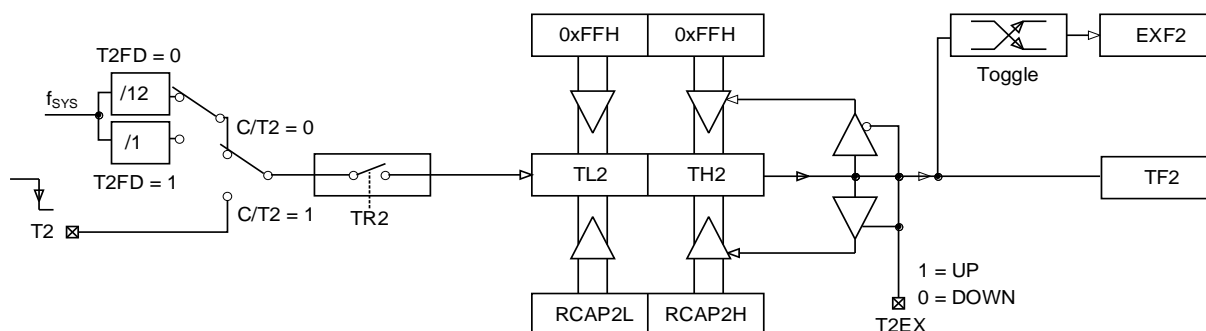 0xFFH 0xFFH
EXF2
T2FD = 0
Toggle
fSYS
/12
C/T2 = 0
/1
TL2 TH2
TF2
T2FD = 1
C/T2 = 1
TR2
T2
1 = UP
0 = DOWN
RCAP2L RCAP2H
T2EX